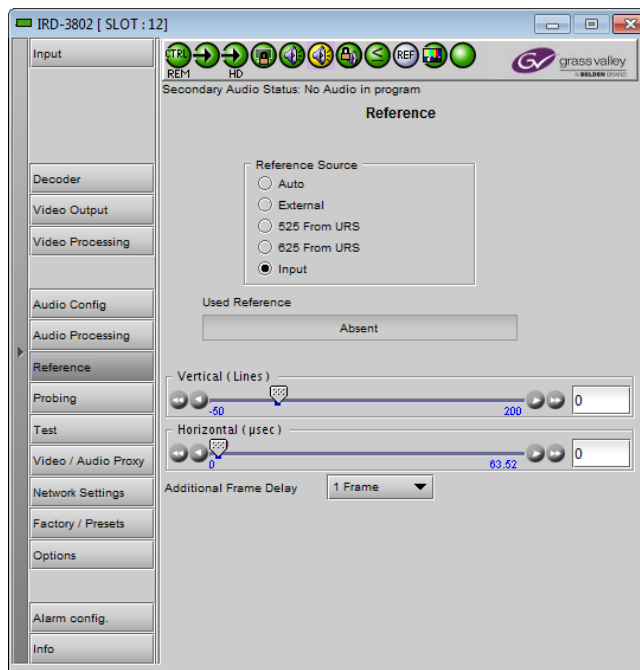 IRD-3802 [ SLOT : 12]
Input
Decoder
Video Output
Video Processing
Audio Config
Audio Processing
Reference
Probing
Test
Video / Audio Proxy
Network Settings
Factory / Presets
Options
Alarm config.
Info
CTRL
REF
REM
HD
GV grass valley
A BELDEN BRAND
Secondary Audio Status: No Audio in program
Reference
Reference Source
Auto
External
525 From URS
625 From URS
Input
Used Reference
Absent
Vertical ( Lines )
-50 200 0
Horizontal ( µsec )
0 63.52 0
Additional Frame Delay 1 Frame